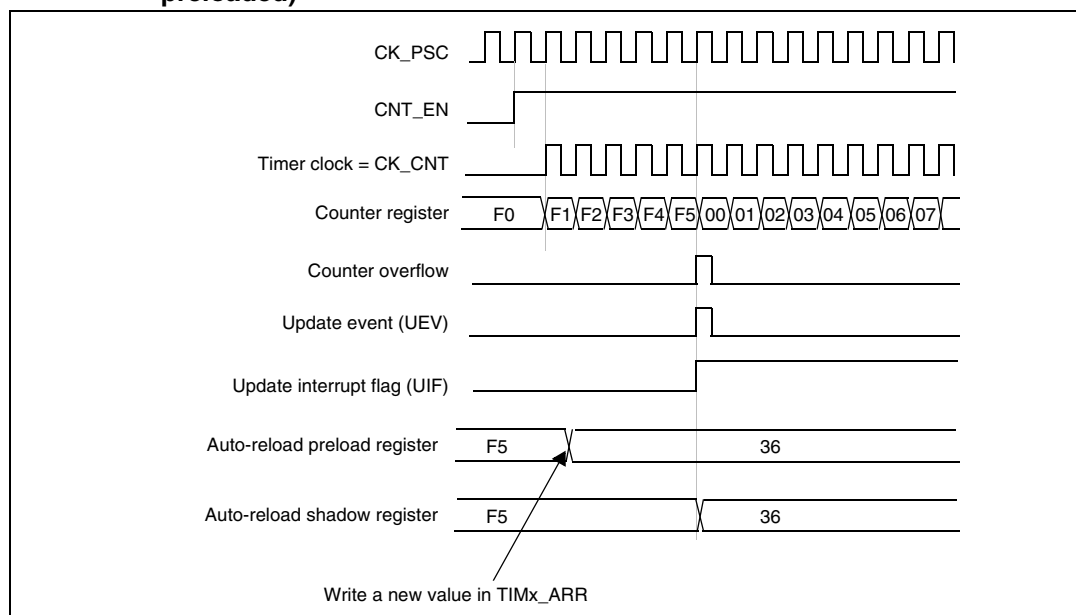 preloaded)
CK_PSC
CNT_EN
Timer clock = CK_CNT
Counter register F0 F1 F2 F3 F4 F5 00 01 02 03 04 05 06 07
Counter overflow
Update event (UEV)
Update interrupt flag (UIF)
Auto-reload preload register F5 36
Auto-reload shadow register F5 36
Write a new value in TIMx_ARR